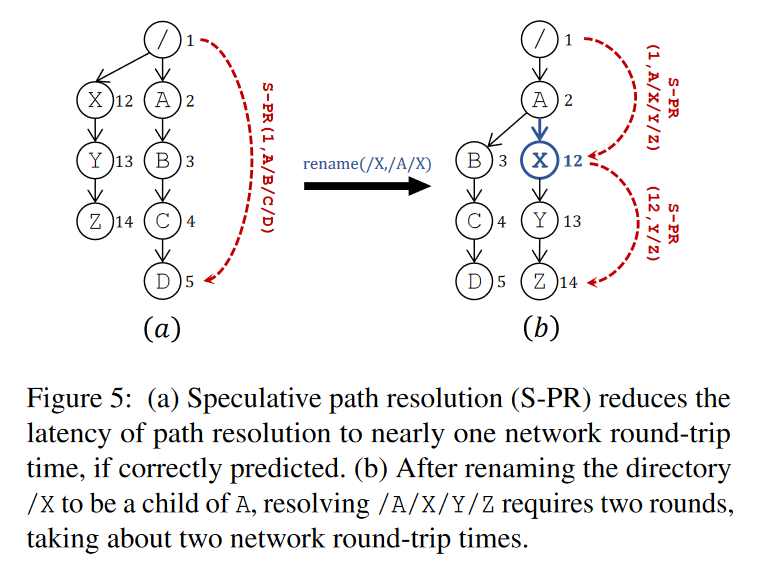 / 1
X 12 A 2
Y 13 B 3
Z 14 C 4
D 5
S-PR(1,A/B/C/D)
(a)
rename(/X,/A/X)
/ 1
A 2
B 3 X 12
C 4 Y 13
D 5 Z 14
S-PR
(1,A/X/Y/Z)
S-PR
(12,Y/Z)
(b)
Figure 5: (a) Speculative path resolution (S-PR) reduces the
latency of path resolution to nearly one network round-trip
time, if correctly predicted. (b) After renaming the directory
/X to be a child of A, resolving /A/X/Y/Z requires two rounds,
taking about two network round-trip times.